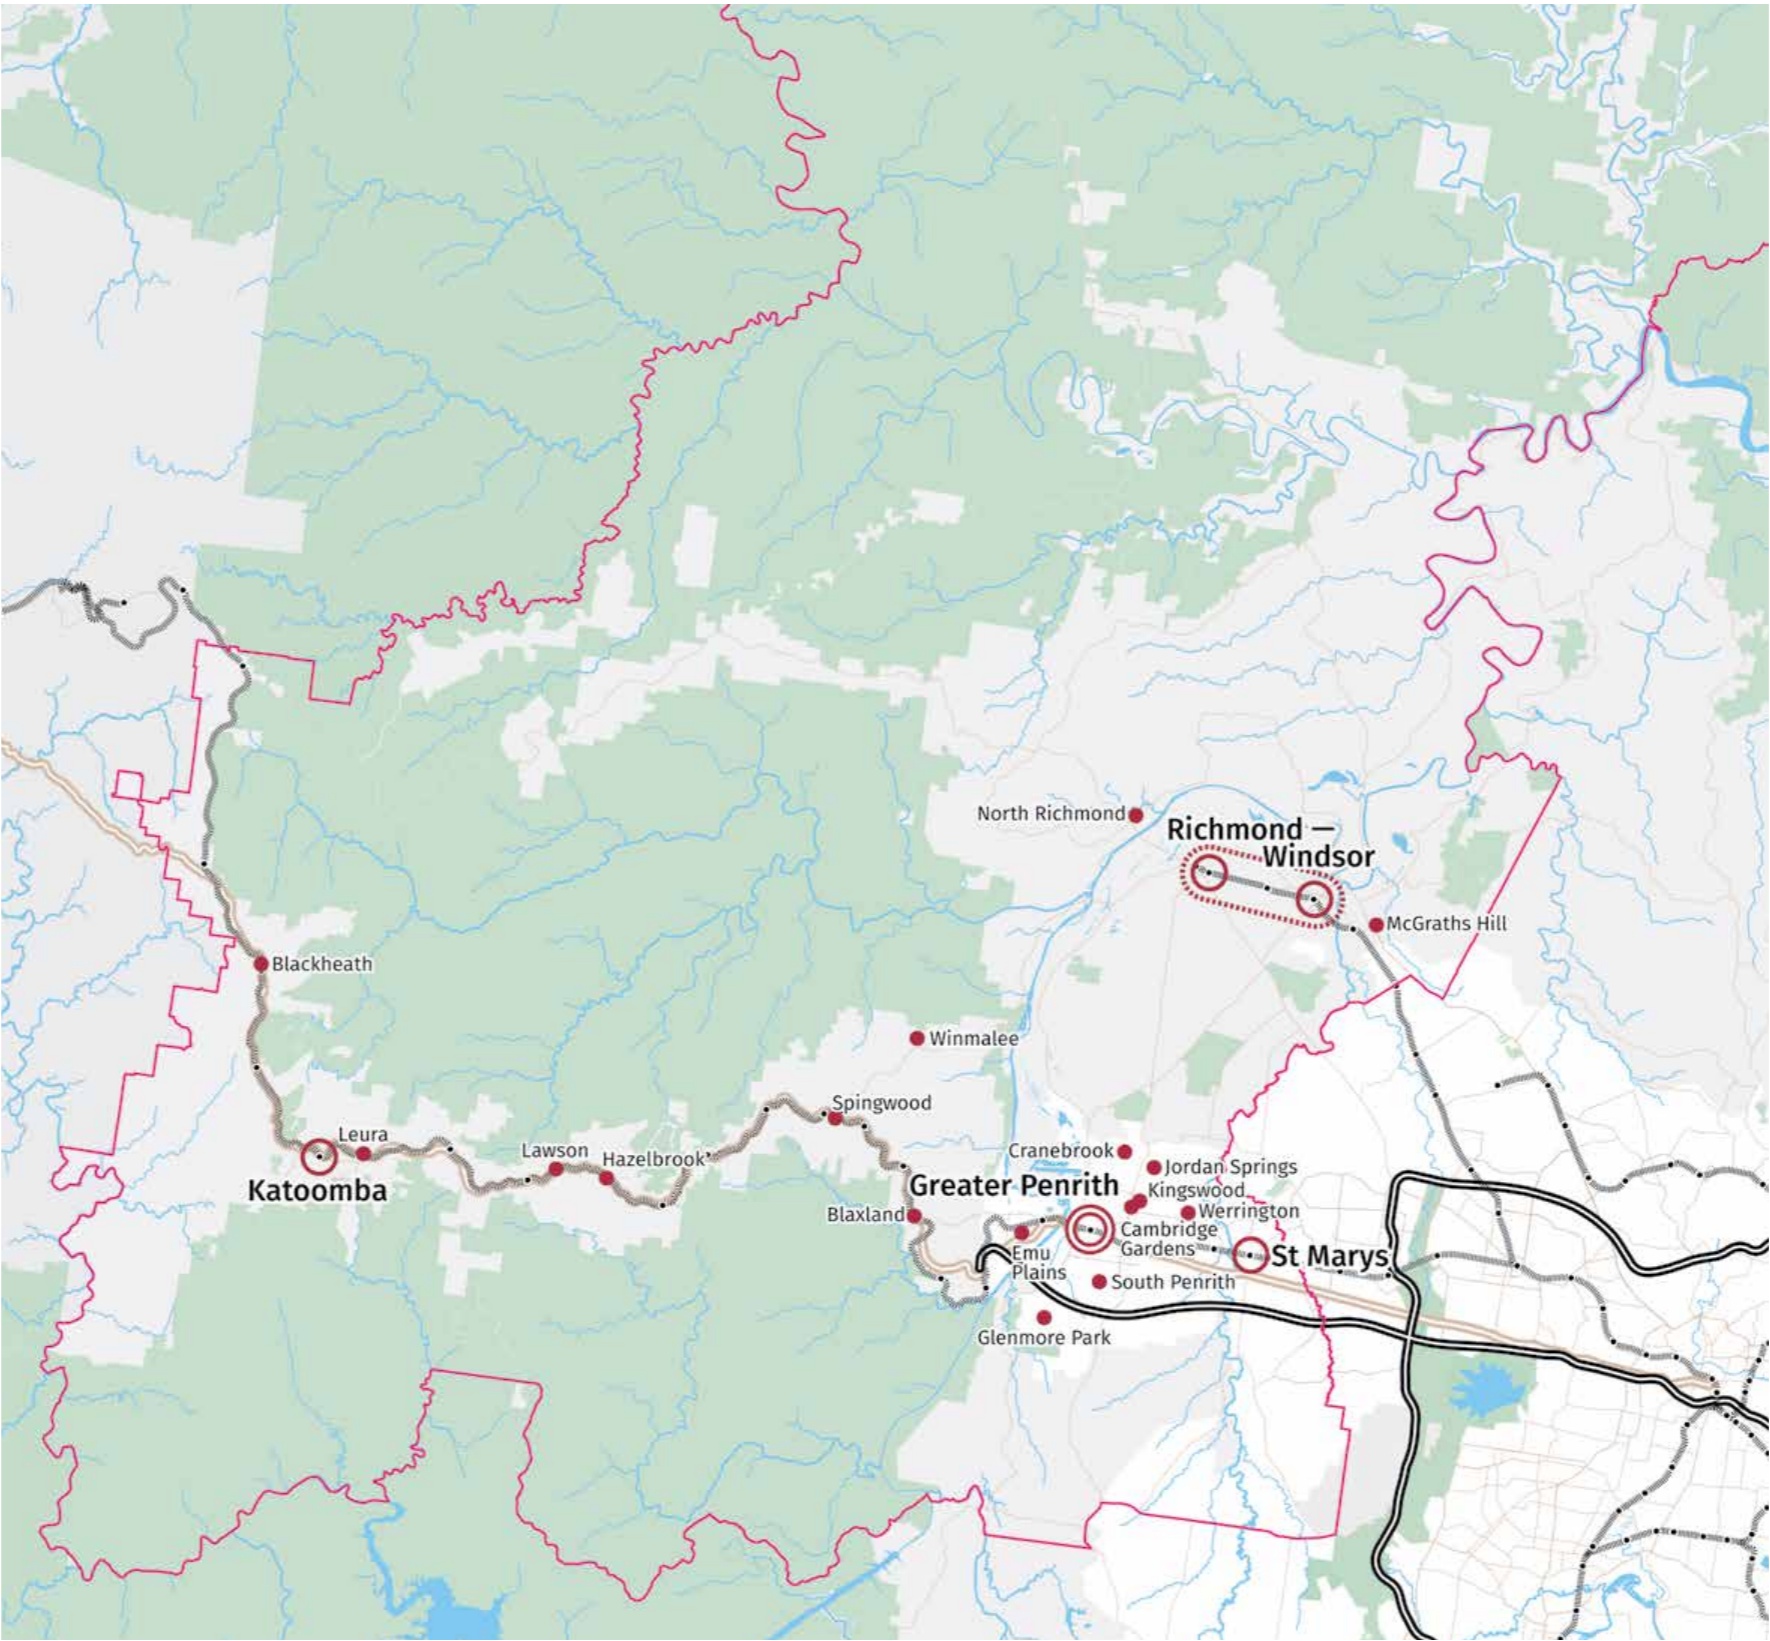 North Richmond
Richmond —
Windsor
McGraths Hill
Blackheath
Winmalee
Spingwood
Leura
Katoomba
Lawson
Hazelbrook
Cranebrook
Jordan Springs
Greater Penrith
Kingswood
Blaxland
Werrington
Cambridge
Gardens
Emu
Plains
St Marys
South Penrith
Glenmore Park